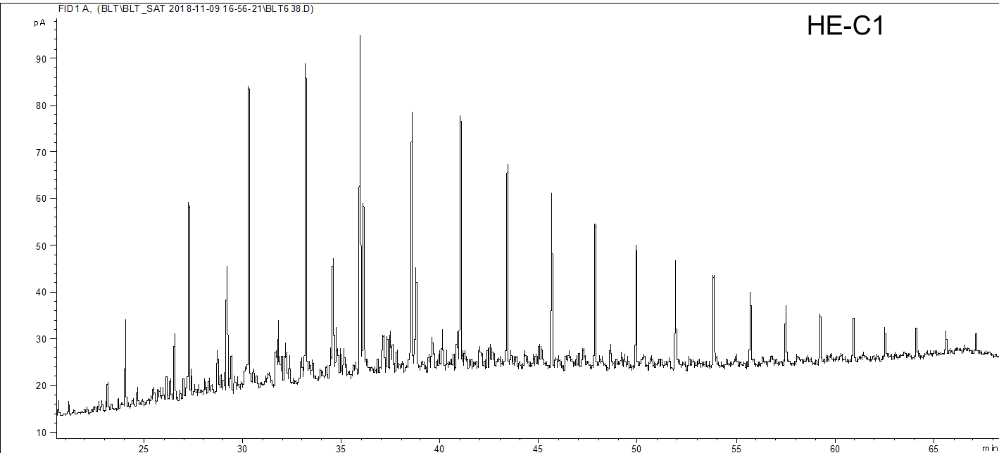 FID1 A, (BLT\BLT_SAT 2018-11-09 16-56-21\BLT638.D)
pA
HE-C1
90
80
70
60
50
40
30
20
10
25 30 35 40 45 50 55 60 65 min